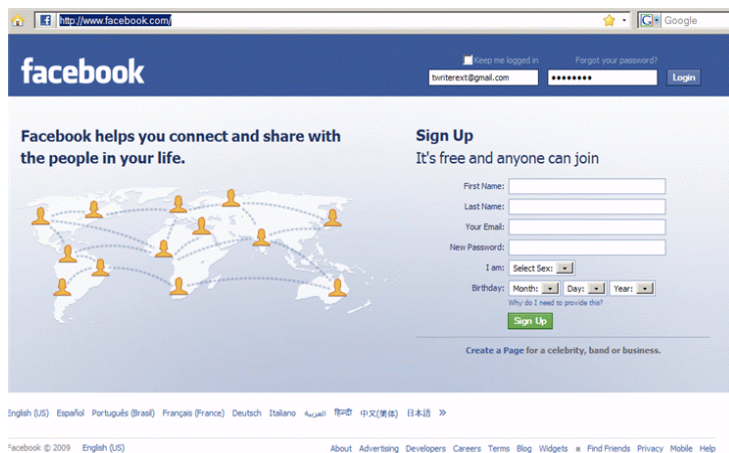 http://www.facebook.com/
Google
facebook
Keep me logged in
Forgot your password?
twriterext@gmail.com
••••••••
Login
Facebook helps you connect and share with
the people in your life.
Sign Up
It's free and anyone can join
First Name:
Last Name:
Your Email:
New Password:
I am: Select Sex:
Birthday: Month: Day: Year:
Why do I need to provide this?
Sign Up
Create a Page for a celebrity, band or business.
English (US) Español Português (Brasil) Français (France) Deutsch Italiano العربية हिन्दी 中文(简体) 日本語 »
Facebook © 2009 English (US)
About Advertising Developers Careers Terms Blog Widgets ■ Find Friends Privacy Mobile Help